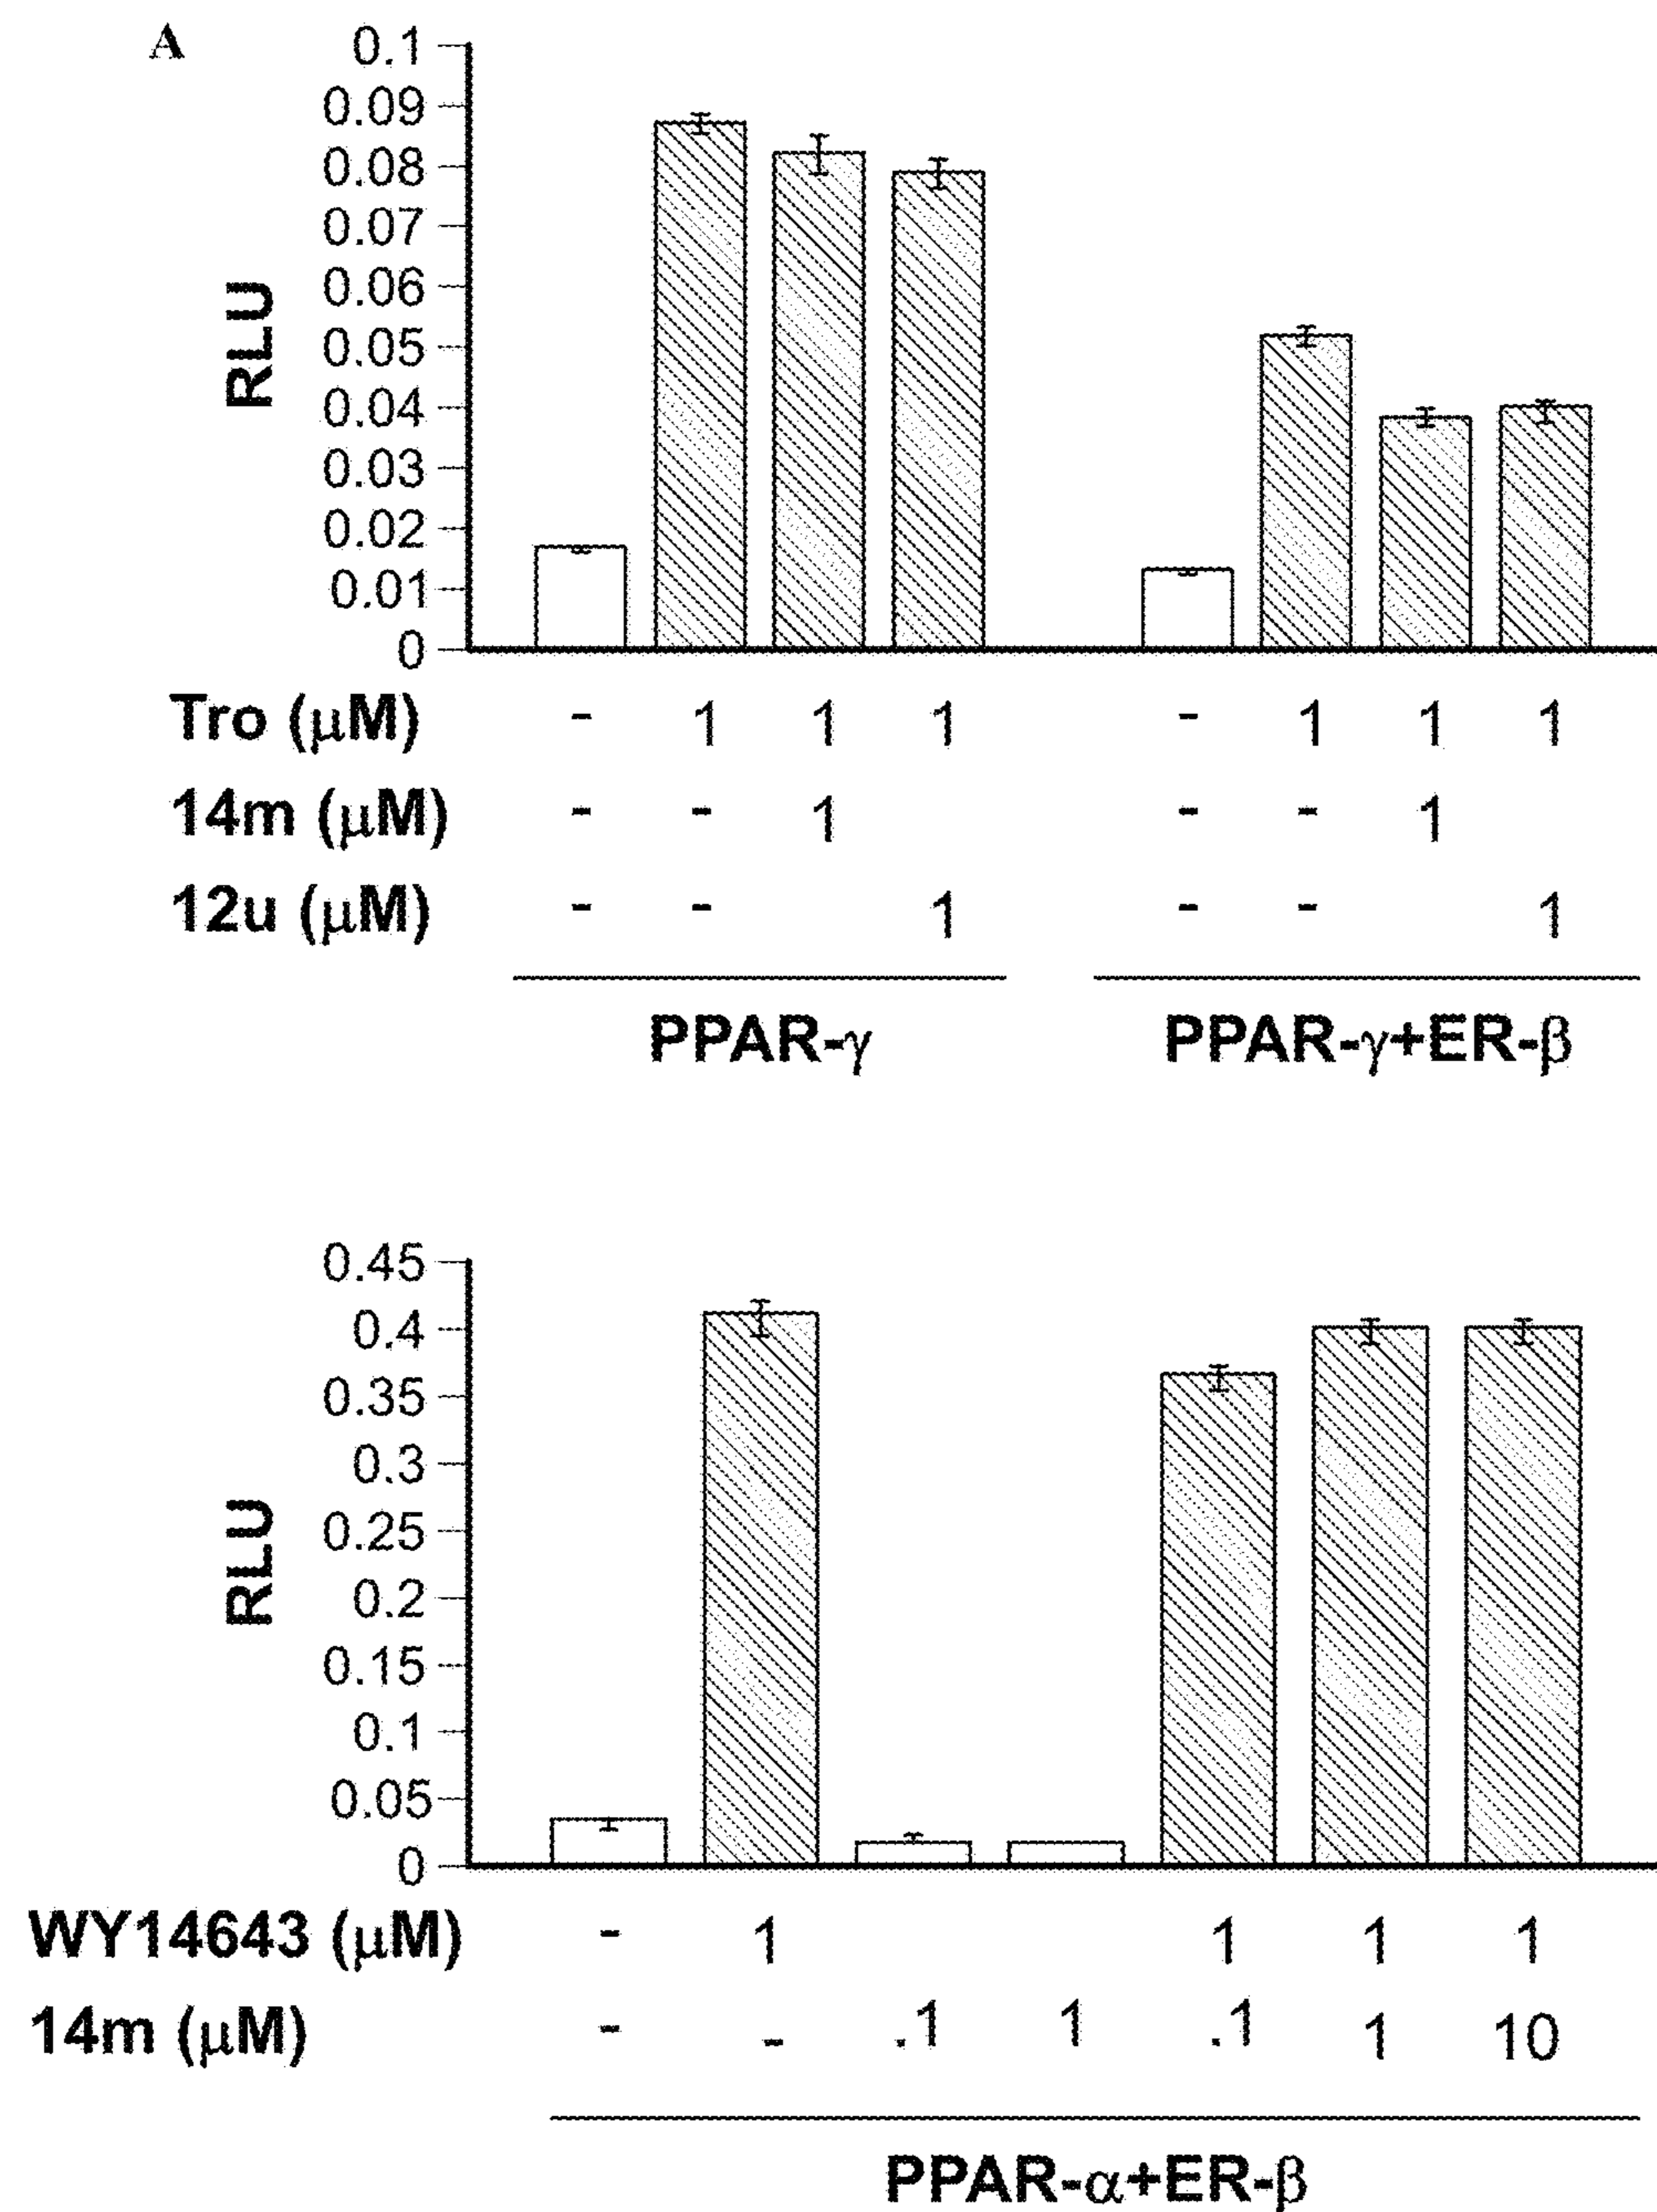 A
0.1
0.09
0.08
0.07
0.06
0.05
0.04
0.03
0.02
0.01
0
RLU
Tro (μM) - 1 1 1 - 1 1 1
14m (μM) - - 1 - - 1
12u (μM) - - 1 - - 1
PPAR-γ PPAR-γ+ER-β
0.45
0.4
0.35
0.3
0.25
0.2
0.15
0.1
0.05
0
RLU
WY14643 (μM) - 1 1 1 1
14m (μM) - - .1 1 .1 1 10
PPAR-α+ER-β